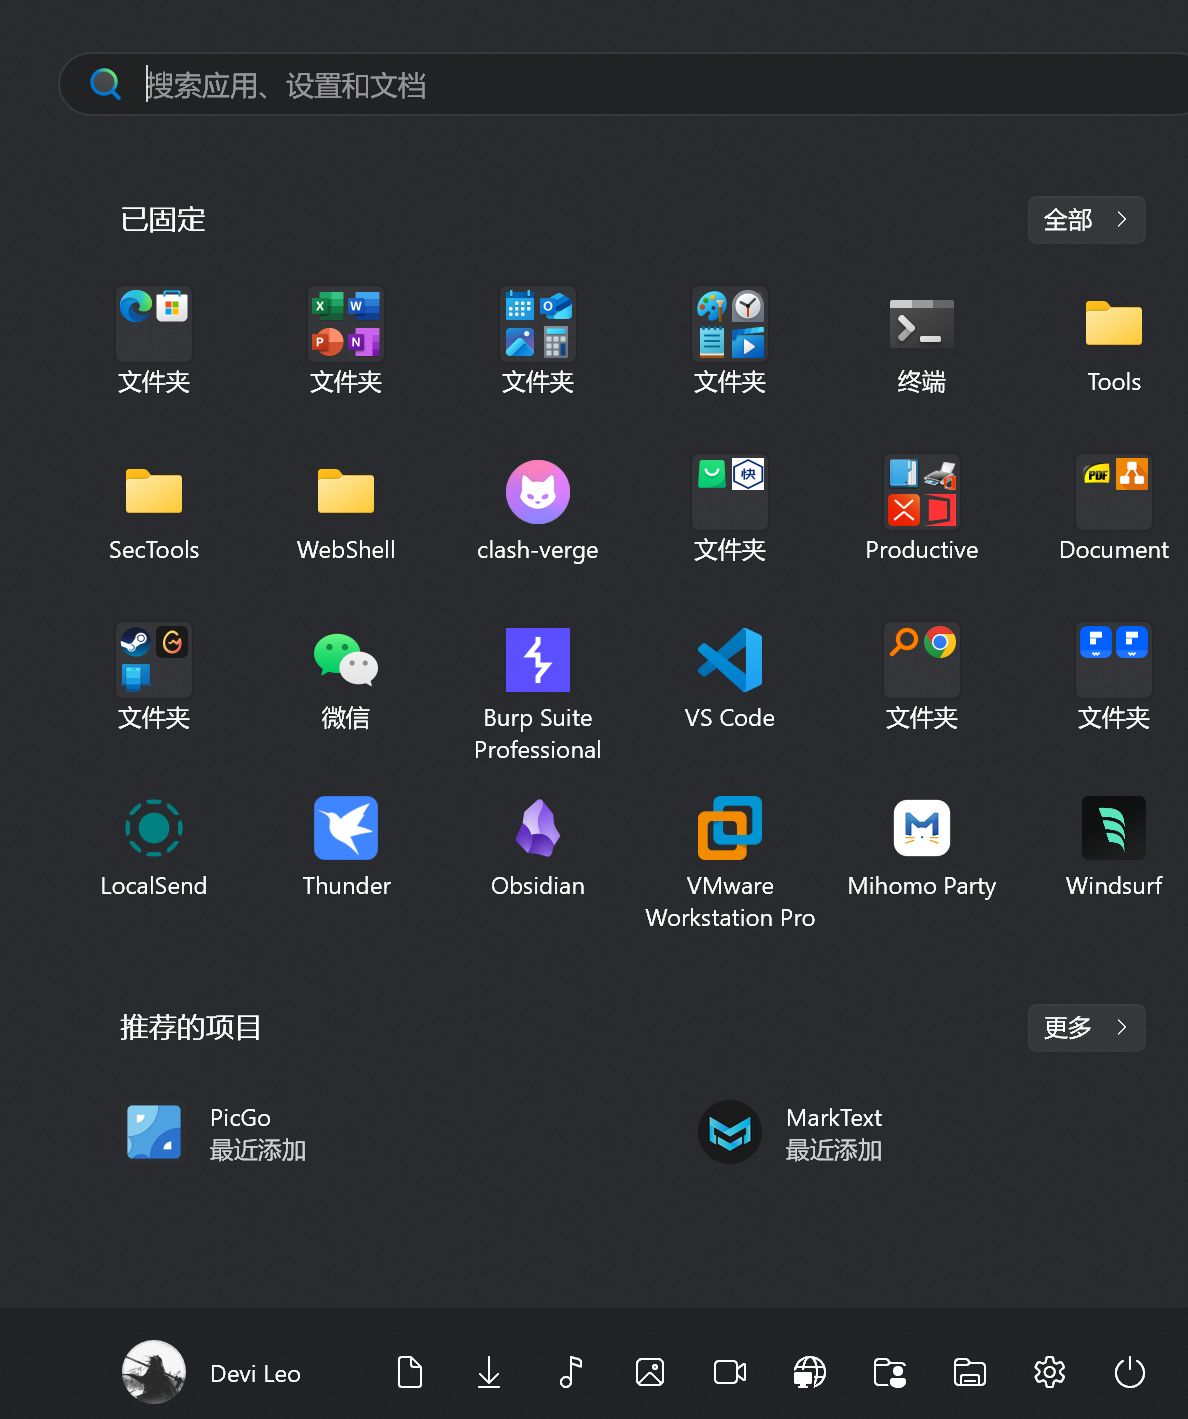 搜索应用、设置和文档
已固定
全部
文件夹
文件夹
文件夹
文件夹
终端
Tools
SecTools
WebShell
clash-verge
文件夹
Productive
Document
文件夹
微信
Burp Suite
Professional
VS Code
文件夹
文件夹
LocalSend
Thunder
Obsidian
VMware
Workstation Pro
Mihomo Party
Windsurf
推荐的项目
更多
PicGo
最近添加
MarkText
最近添加
Devi Leo